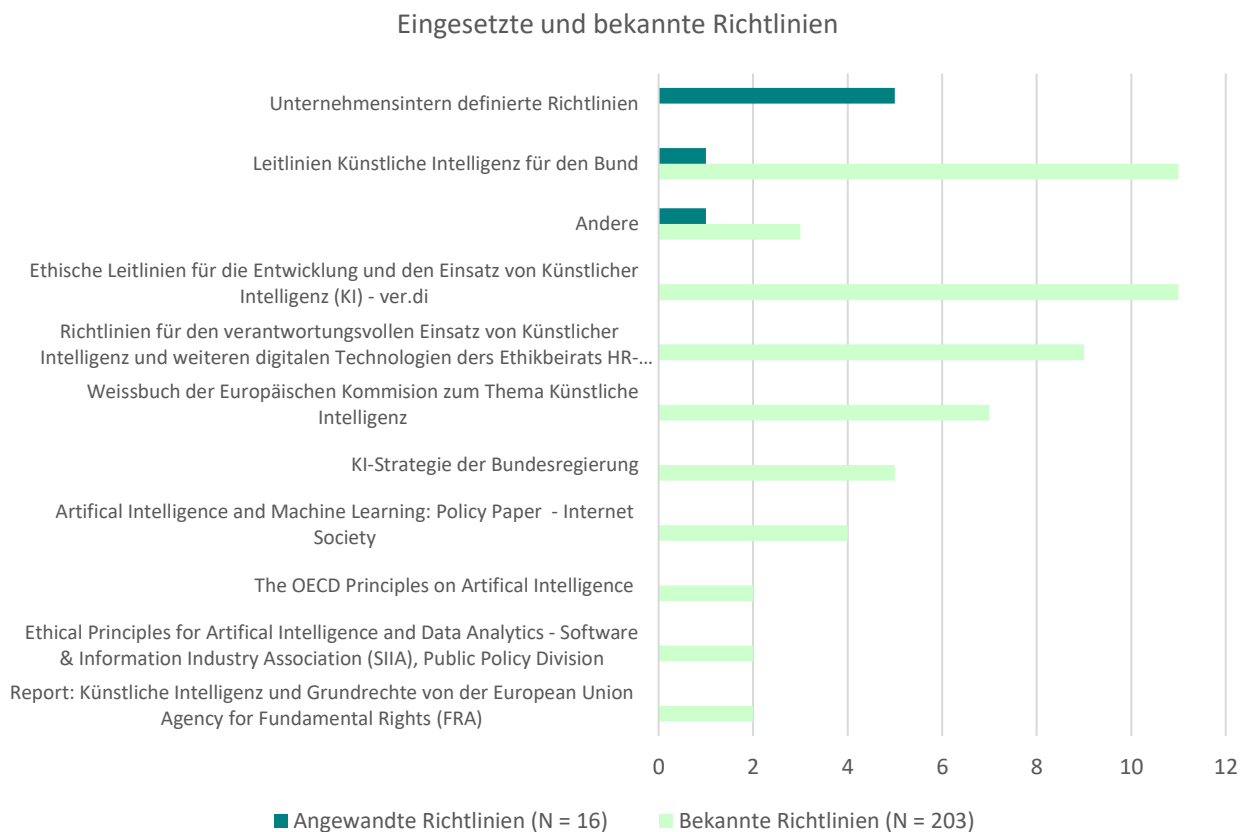 Eingesetzte und bekannte Richtlinien
Unternehmensintern definierte Richtlinien
Leitlinien Künstliche Intelligenz für den Bund
Andere
Ethische Leitlinien für die Entwicklung und den Einsatz von Künstlicher
Intelligenz (KI) - ver.di
Richtlinien für den verantwortungsvollen Einsatz von Künstlicher
Intelligenz und weiteren digitalen Technologien ders Ethikbeirats HR-...
Weissbuch der Europäischen Kommision zum Thema Künstliche
Intelligenz
KI-Strategie der Bundesregierung
Artifical Intelligence and Machine Learning: Policy Paper - Internet
Society
The OECD Principles on Artifical Intelligence
Ethical Principles for Artifical Intelligence and Data Analytics - Software
& Information Industry Association (SIIA), Public Policy Division
Report: Künstliche Intelligenz und Grundrechte von der European Union
Agency for Fundamental Rights (FRA)
0 2 4 6 8 10 12
Angewandte Richtlinien (N = 16) Bekannte Richtlinien (N = 203)